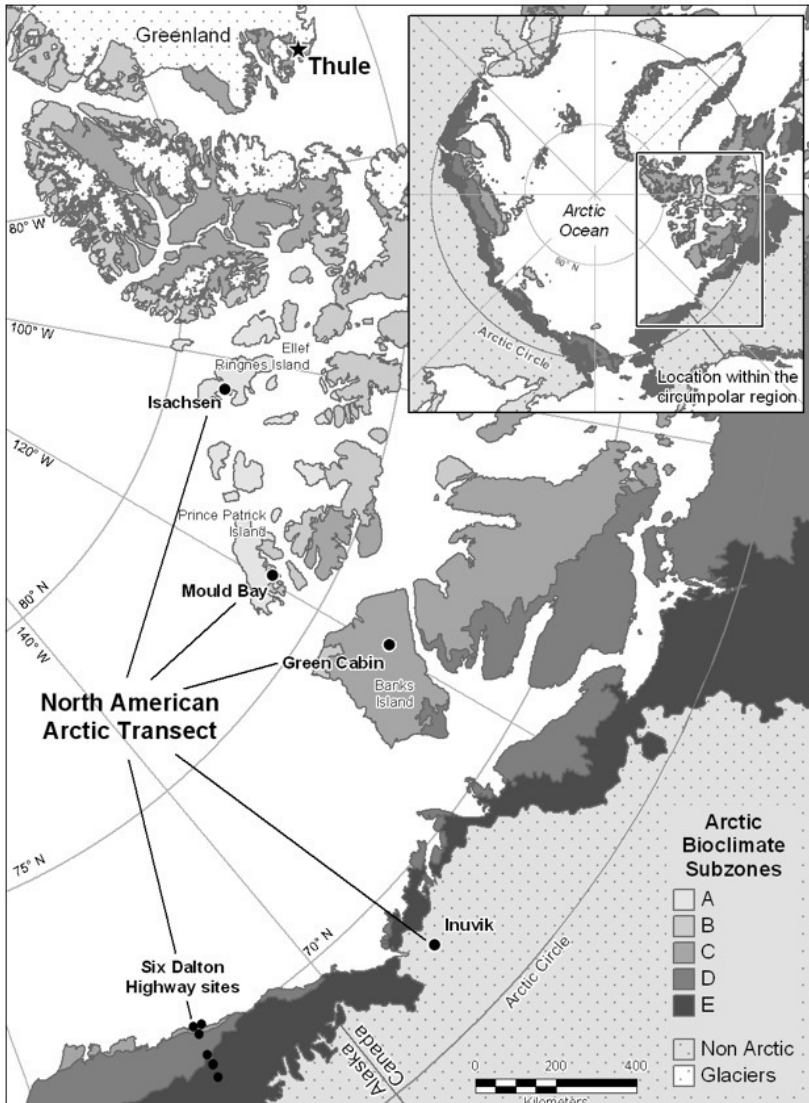 Greenland
Thule
80° W
100° W
120° W
80° N
140° W
75° N
70° N
Ellef
Ringnes Island
Isachsen
Prince Patrick
Island
Mould Bay
Green Cabin
Banks
Island
North American
Arctic Transect
Inuvik
Six Dalton
Highway sites
Alaska
Canada
Arctic Circle
Arctic
Ocean
80° N
Arctic Circle
Location within the
circumpolar region
Arctic
Bioclimate
Subzones
A
B
C
D
E
Non Arctic
Glaciers
0 200 400
Kilometers